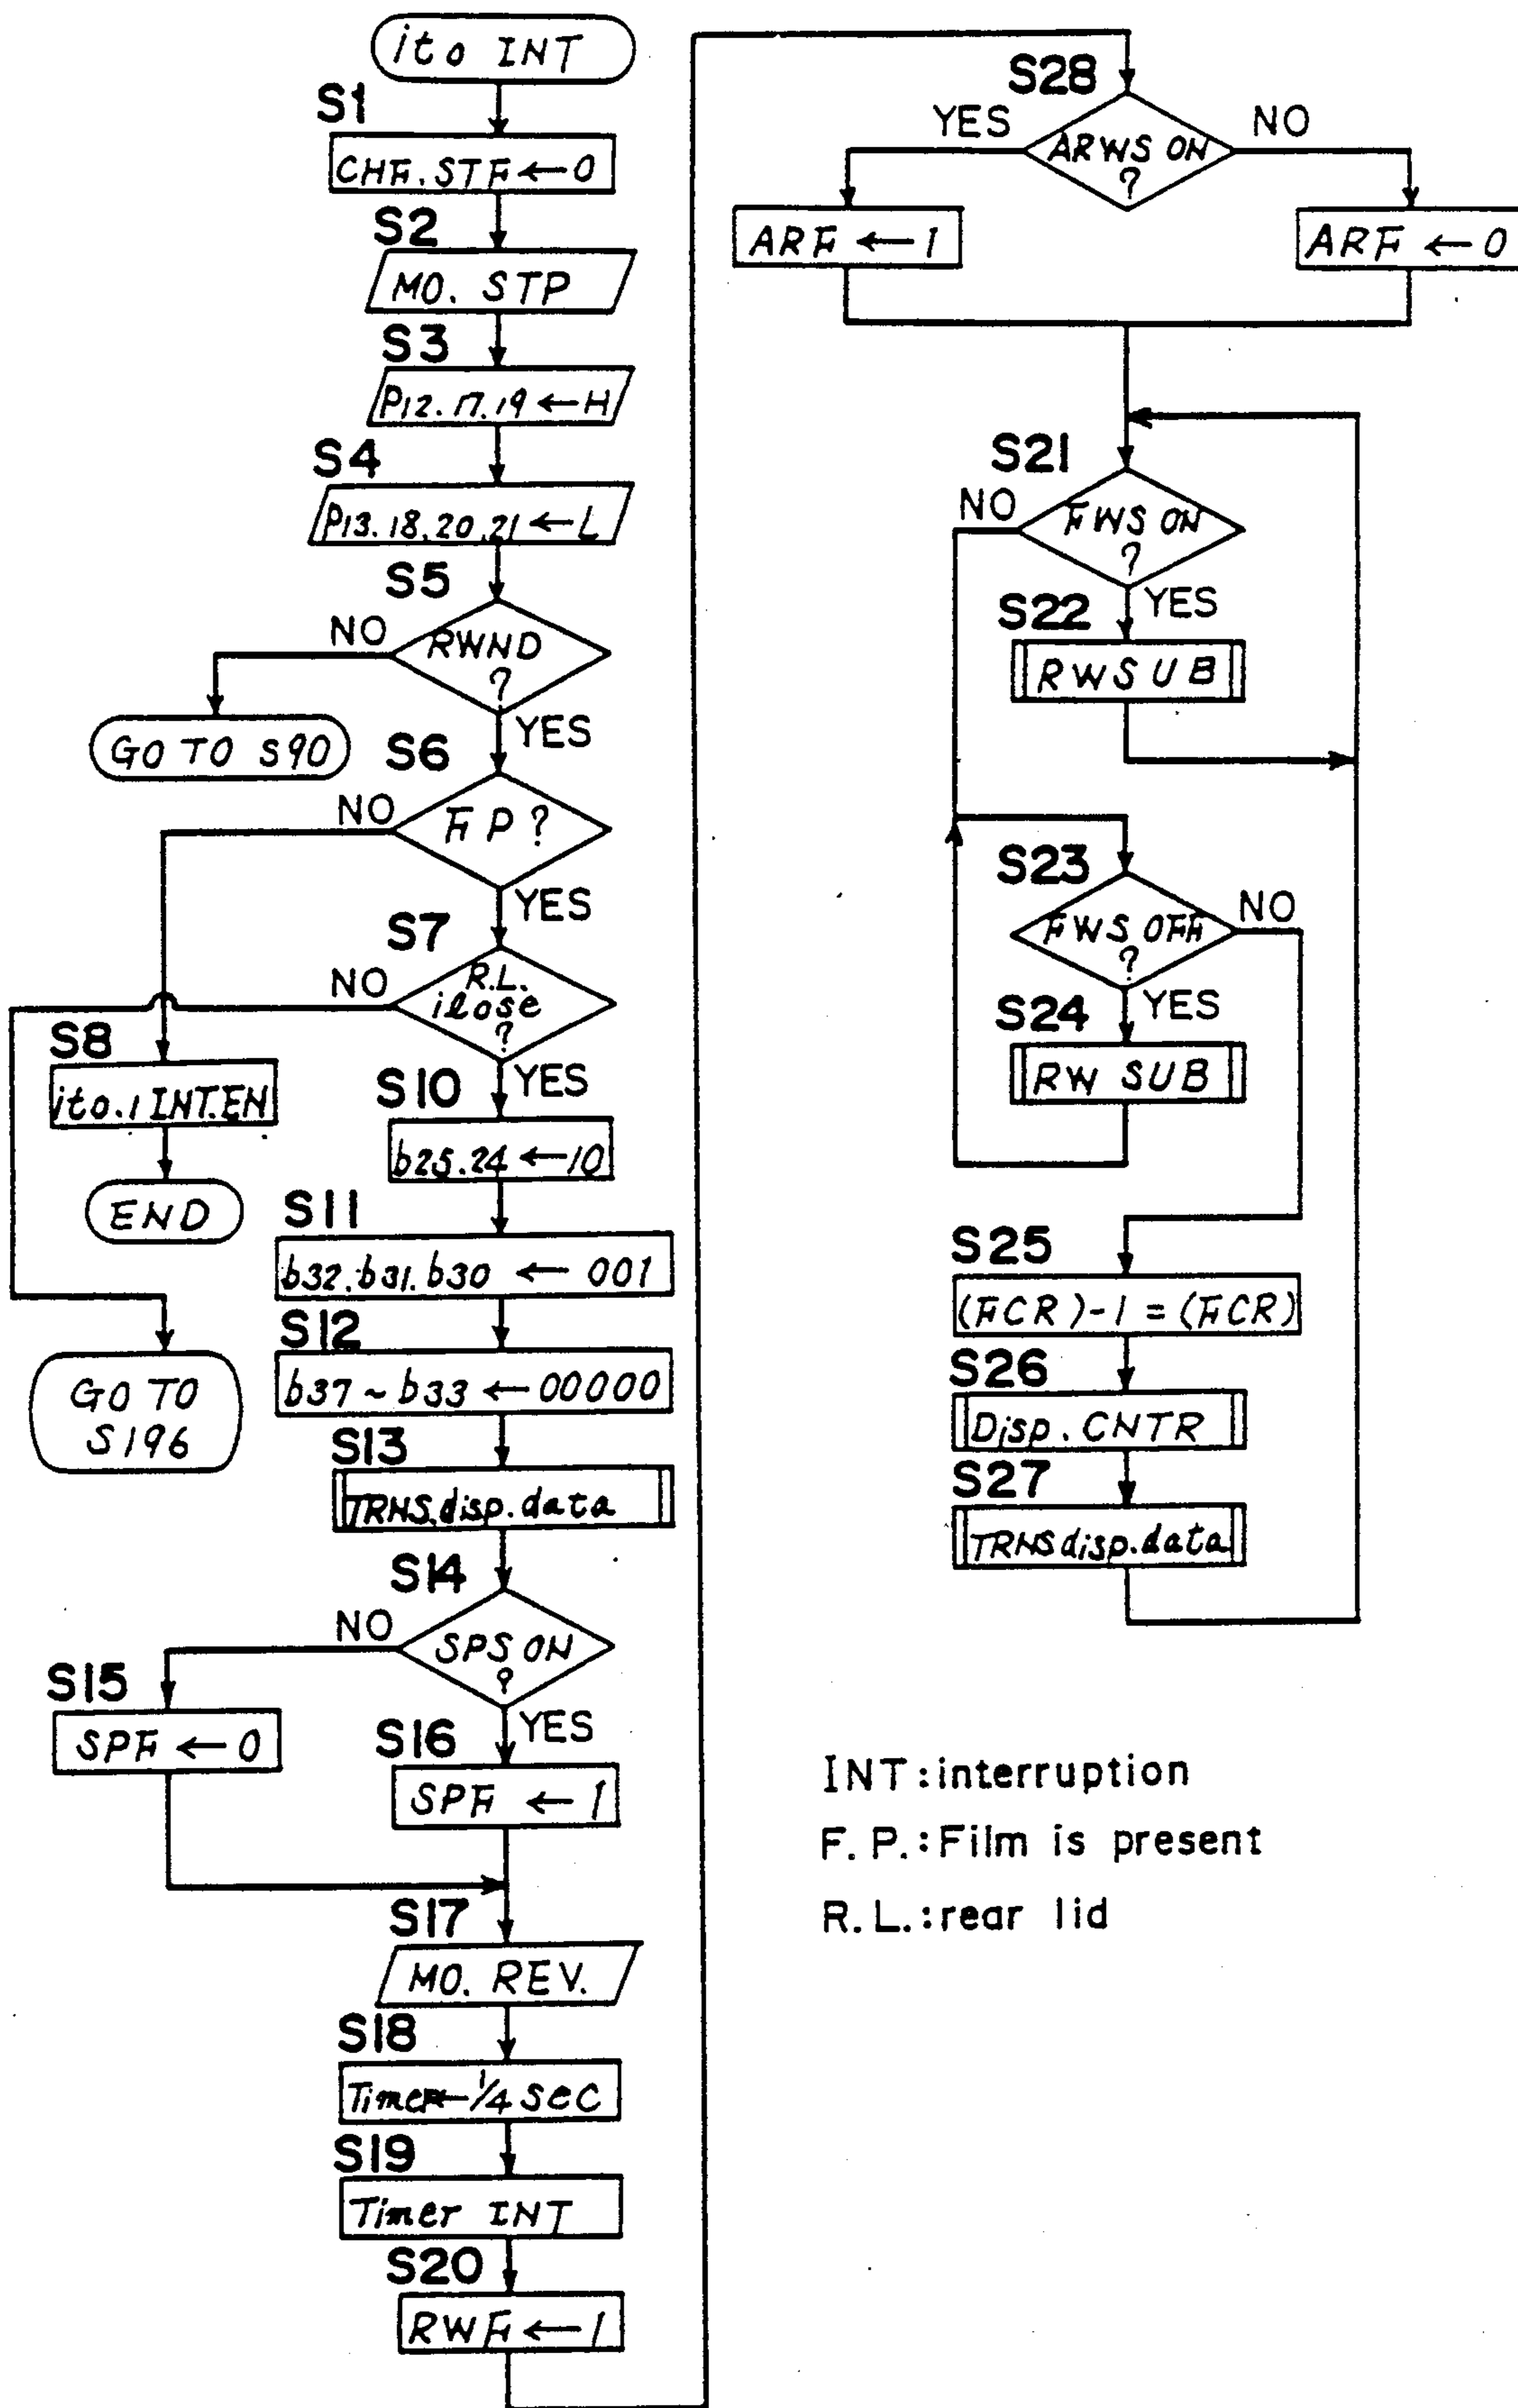 ito INT
S1
CHF.STF ← 0
S2
MO. STP
S3
P12.17.19 ← H
S4
P13.18.20.21 ← L
S5
NO
RWND
?
GO TO S90
YES
S6
NO
FP?
YES
S7
NO
R.L.
ilose
?
S8
YES
ito.1 INT.EN
S10
b25.24 ← 10
END
S11
b32.b31.b30 ← 001
S12
b37 ~ b33 ← 00000
GO TO
S196
S13
TRNS.disp.data
S14
NO
SPS ON
?
S15
YES
SPF ← 0
S16
SPF ← 1
S17
MO. REV.
S18
Timer ← 1/4 sec
S19
Timer INT
S20
RWF ← 1
S28
YES
NO
ARWS ON
?
ARF ← 1
ARF ← 0
S21
NO
FWS ON
?
YES
S22
RWSUB
S23
NO
FWS OFF
?
YES
S24
RW SUB
S25
(FCR)-1 = (FCR)
S26
Disp. CNTR
S27
TRNS disp.data
INT: interruption
F. P.: Film is present
R. L.: rear lid